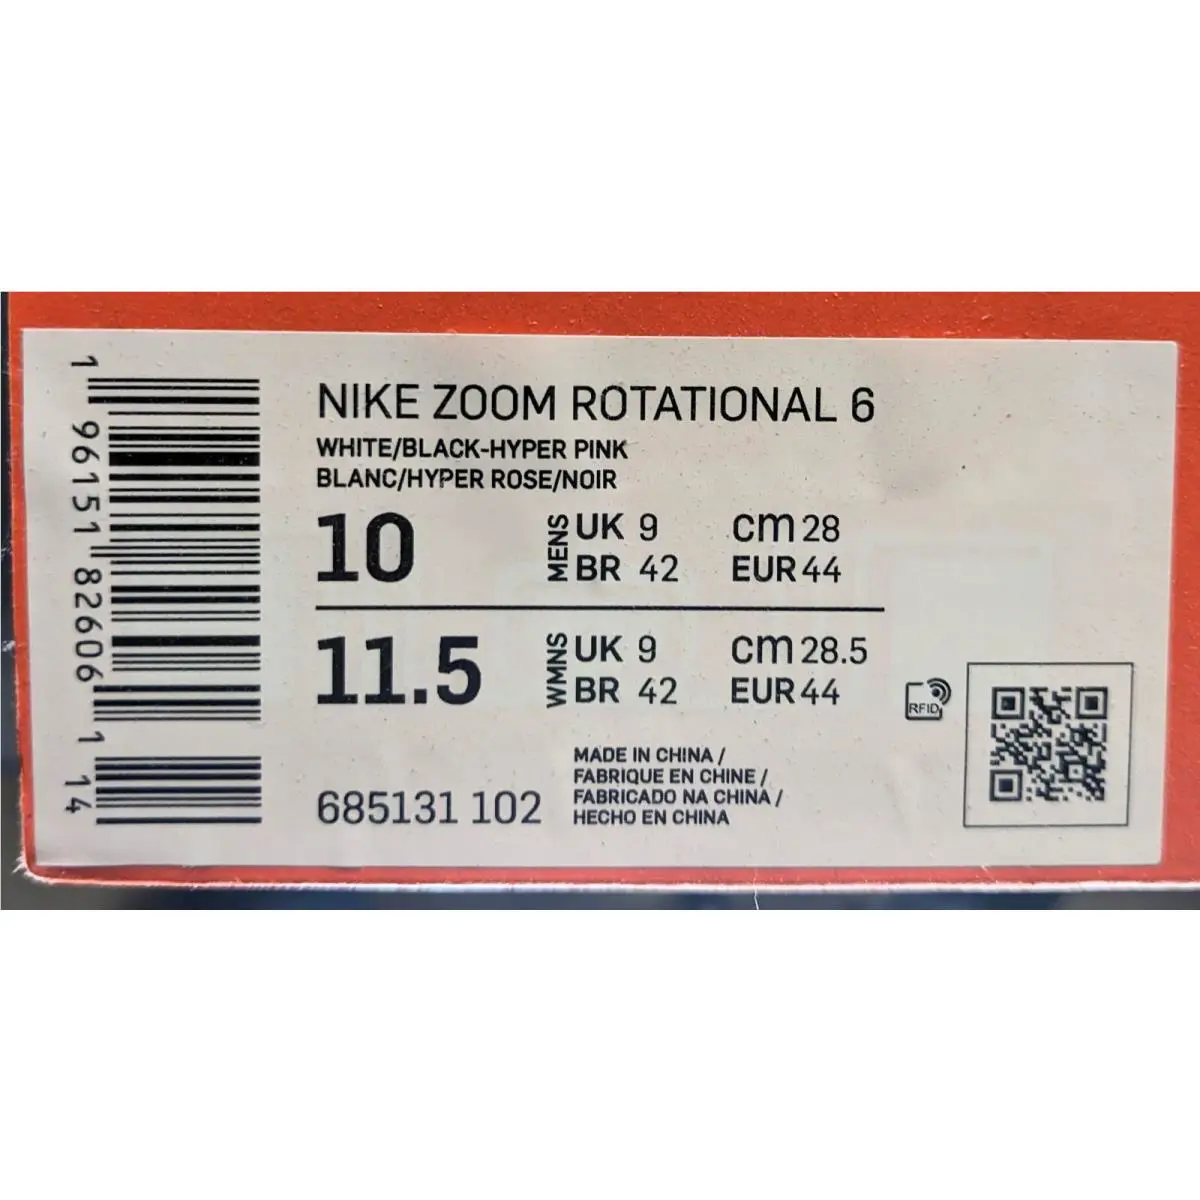 NIKE ZOOM ROTATIONAL 6
WHITE/BLACK-HYPER PINK
BLANC/HYPER ROSE/NOIR
10 MENS UK 9 cm 28
BR 42 EUR 44
11.5 WMNS UK 9 cm 28.5
BR 42 EUR 44
RFID
685131 102
MADE IN CHINA /
FABRIQUE EN CHINE /
FABRICADO NA CHINA /
HECHO EN CHINA
1 96151 82606 1 14